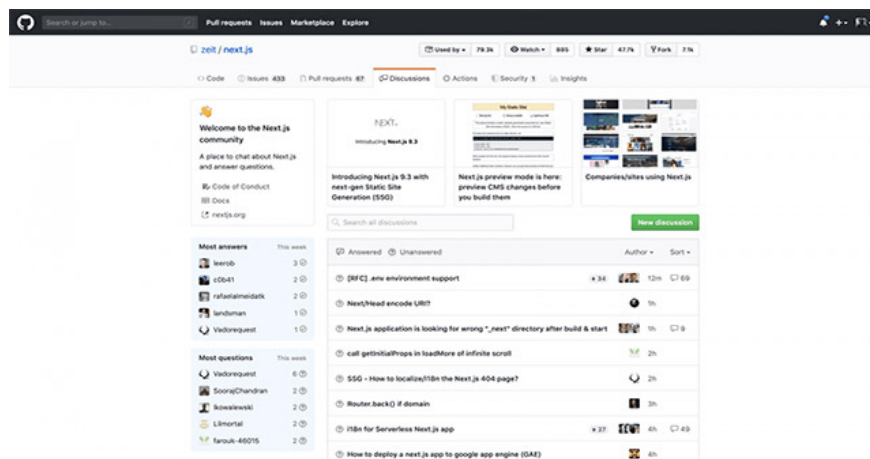 Search or jump to...
Pull requests Issues Marketplace Explore
zeit / next.js
Used by 79.3k Watch 885 Star 47.7k Fork 7.1k
Code Issues 433 Pull requests 67 Discussions Actions Security 1 Insights
Welcome to the Next.js
community
A place to chat about Next.js
and answer questions.
Code of Conduct
Docs
nextjs.org
NEXT.
Introducing Next.js 9.3
Introducing Next.js 9.3 with
next-gen Static Site
Generation (SSG)
My Static Site
Next.js preview mode is here:
preview CMS changes before
you build them
Companies/sites using Next.js
Search all discussions
New discussion
Most answers This week
leerob 3
c0b41 2
rafaelalmeidatk 2
landsman 1
Vadorequest 1
Most questions This week
Vadorequest 6
SoorajChandran 2
lkowalewski 2
Lilmortal 2
farouk-46015 2
Answered Unanswered Author Sort
[RFC] .env environment support 34 12m 69
Next/Head encode URI? 1h
Next.js application is looking for wrong "_next" directory after build & start 1h 9
call getInitialProps in loadMore of infinite scroll 2h
SSG - How to localize/i18n the Next.js 404 page? 2h
Router.back() if domain 3h
i18n for Serverless Next.js app 27 4h 49
How to deploy a next.js app to google app engine (GAE) 4h